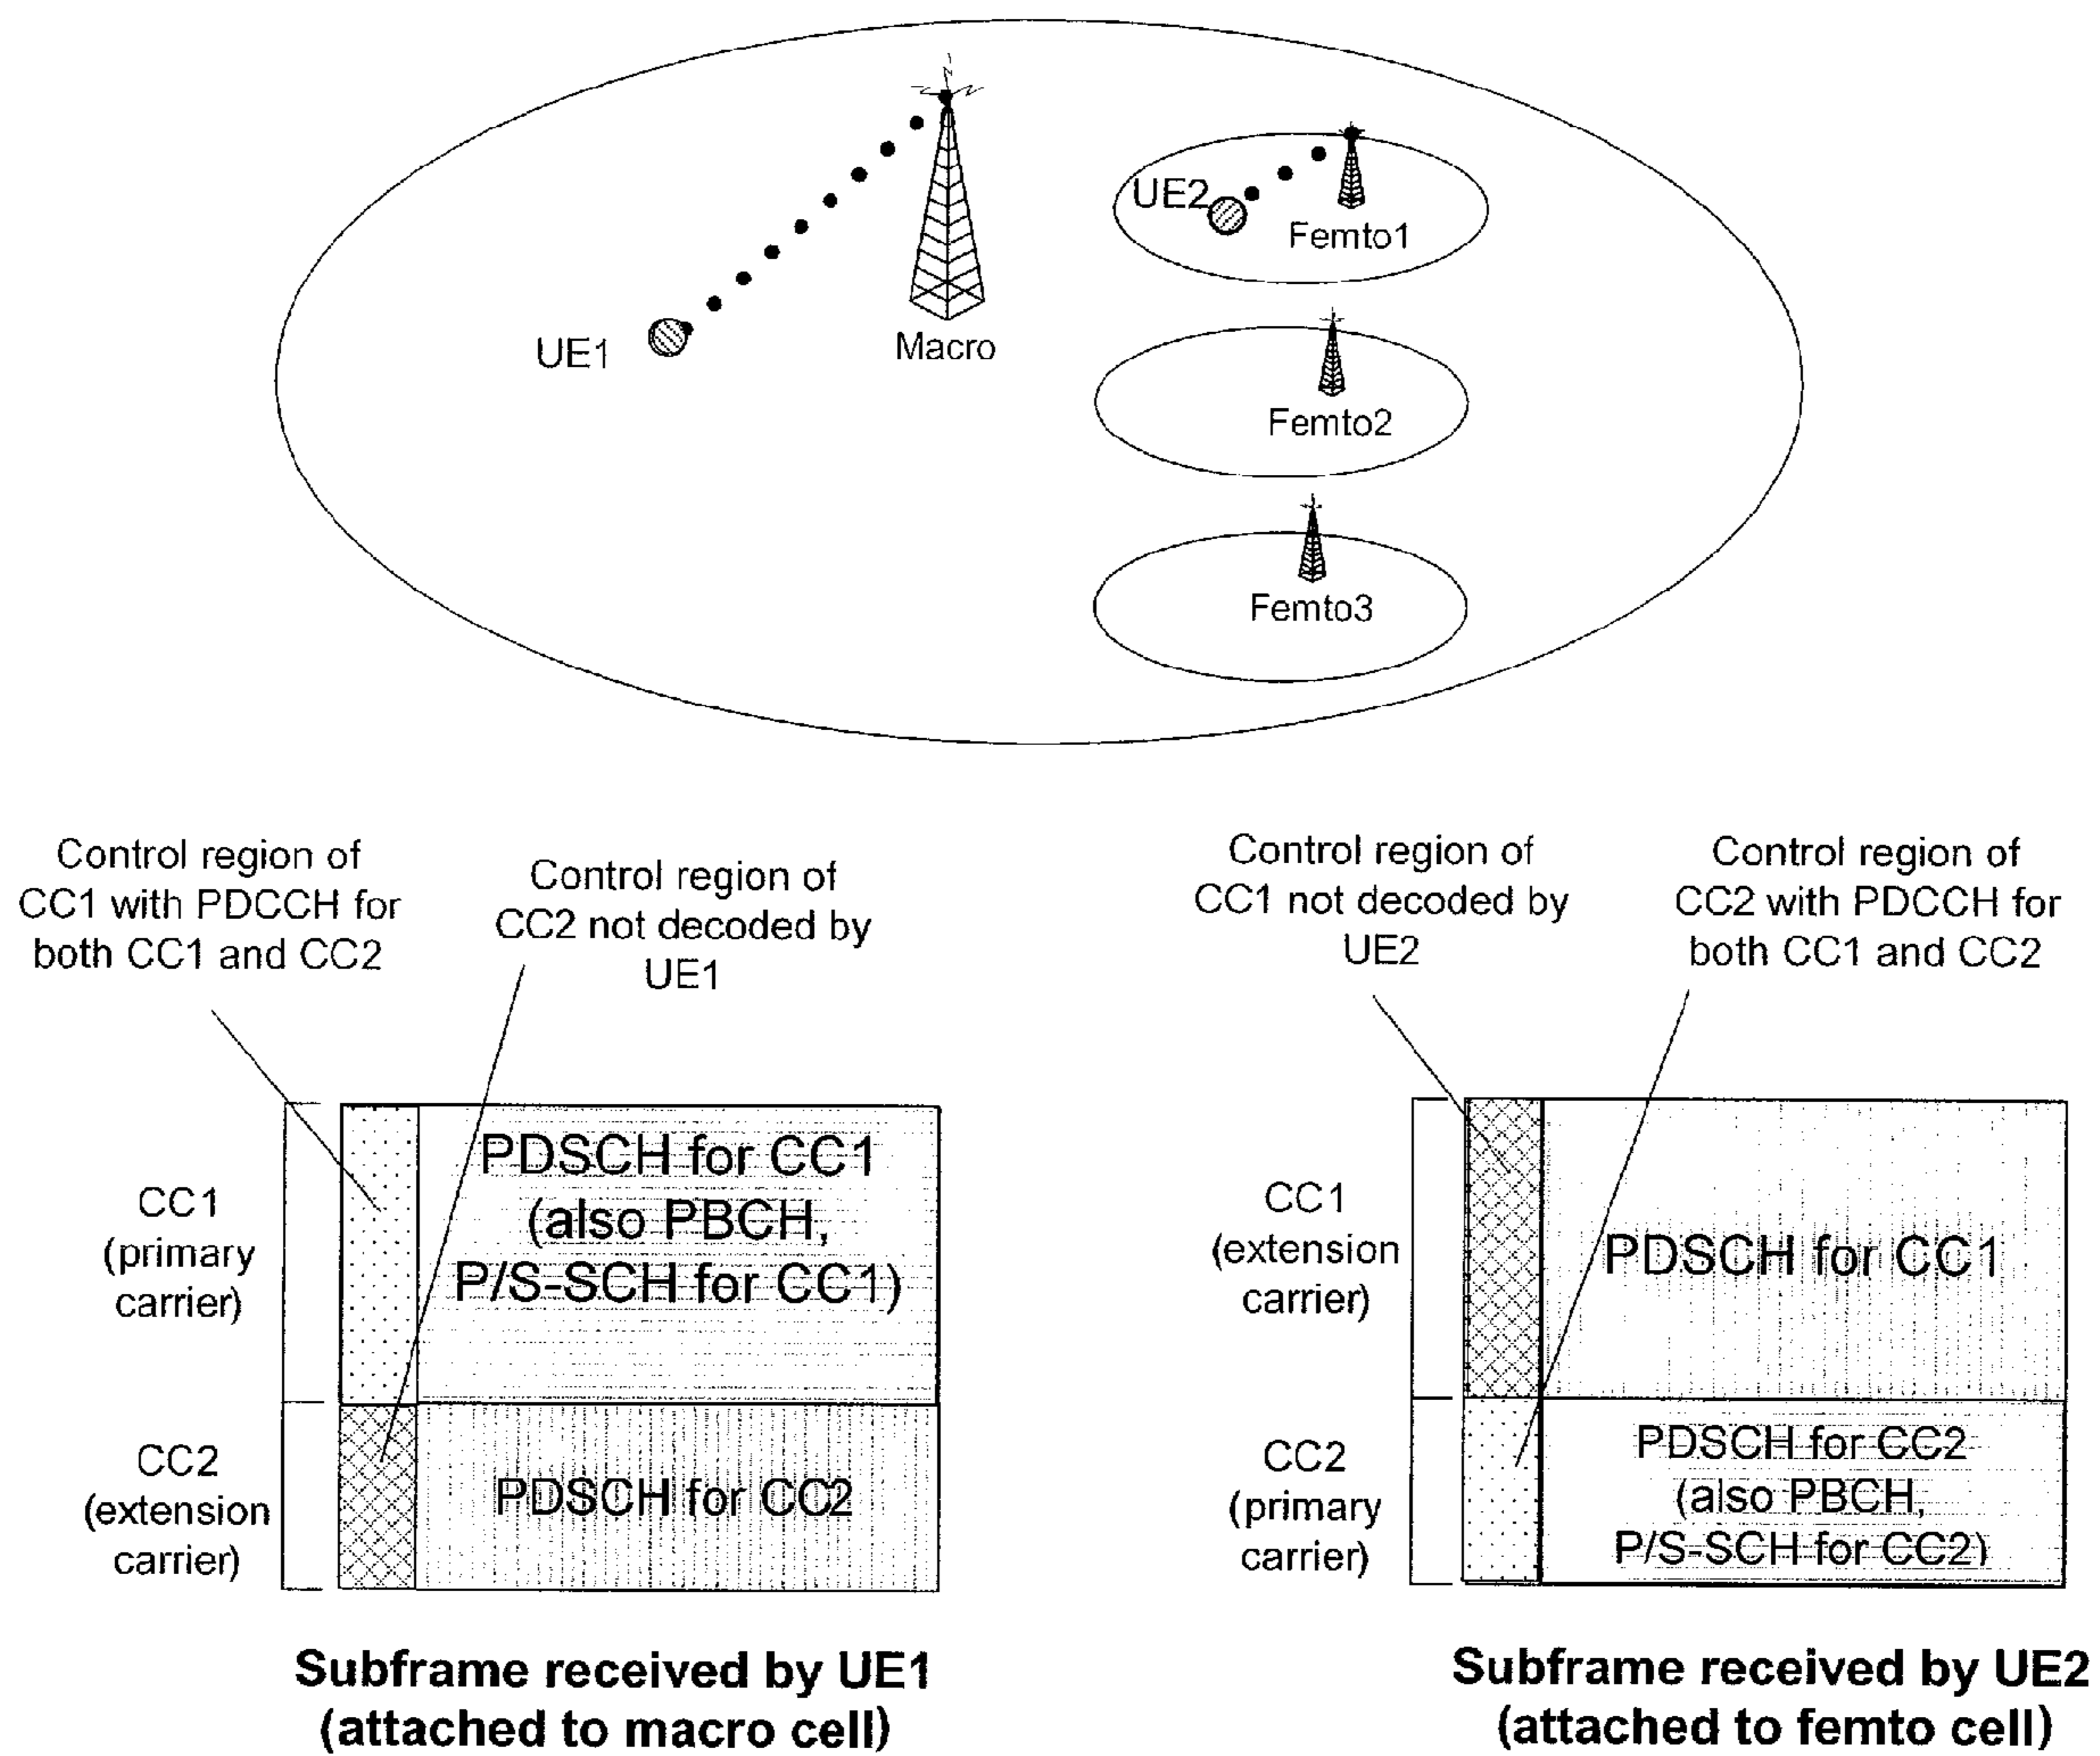 UE1
Macro
UE2
Femto1
Femto2
Femto3
Control region of
CC1 with PDCCH for
both CC1 and CC2
Control region of
CC2 not decoded by
UE1
CC1
(primary
carrier)
PDSCH for CC1
(also PBCH,
P/S-SCH for CC1)
CC2
(extension
carrier)
PDSCH for CC2
Subframe received by UE1
(attached to macro cell)
Control region of
CC1 not decoded by
UE2
Control region of
CC2 with PDCCH for
both CC1 and CC2
CC1
(extension
carrier)
PDSCH for CC1
CC2
(primary
carrier)
PDSCH for CC2
(also PBCH,
P/S-SCH for CC2)
Subframe received by UE2
(attached to femto cell)